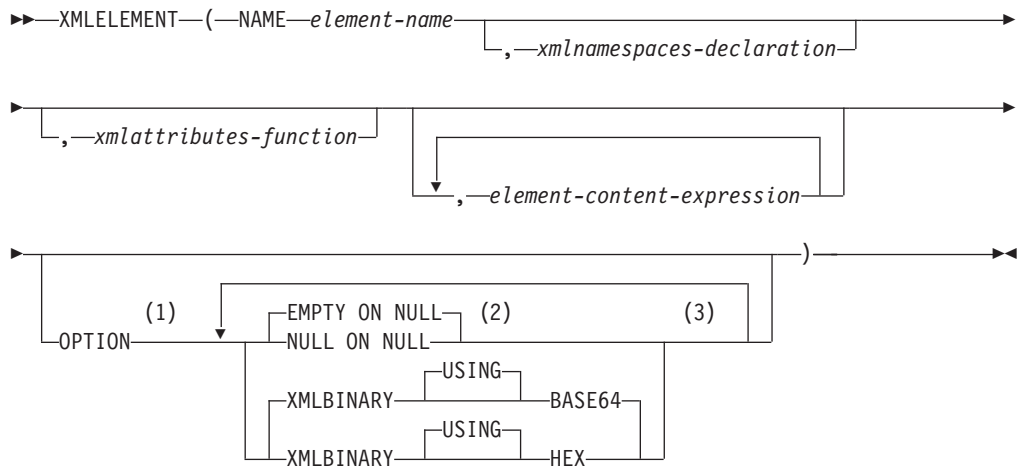 XMLELEMENT ( NAME element-name
, xmlnamespaces-declaration
, xmlattributes-function
, element-content-expression
)
(1) EMPTY ON NULL (2) (3)
OPTION NULL ON NULL
USING
XMLBINARY BASE64
USING
XMLBINARY HEX